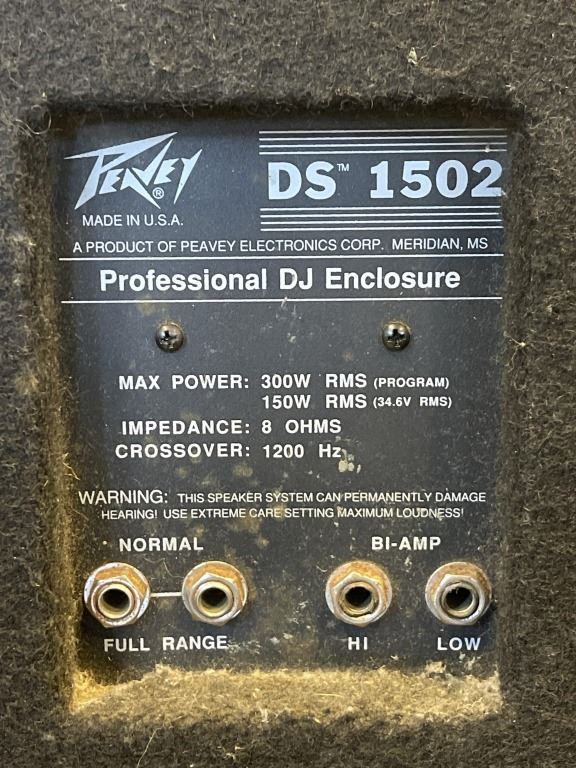 PEAVEY ®
DS™ 1502
MADE IN U.S.A.
A PRODUCT OF PEAVEY ELECTRONICS CORP. MERIDIAN, MS
Professional DJ Enclosure
MAX POWER: 300W RMS (PROGRAM)
150W RMS (34.6V RMS)
IMPEDANCE: 8 OHMS
CROSSOVER: 1200 Hz
WARNING: THIS SPEAKER SYSTEM CAN PERMANENTLY DAMAGE
HEARING! USE EXTREME CARE SETTING MAXIMUM LOUDNESS!
NORMAL BI-AMP
FULL RANGE HI LOW